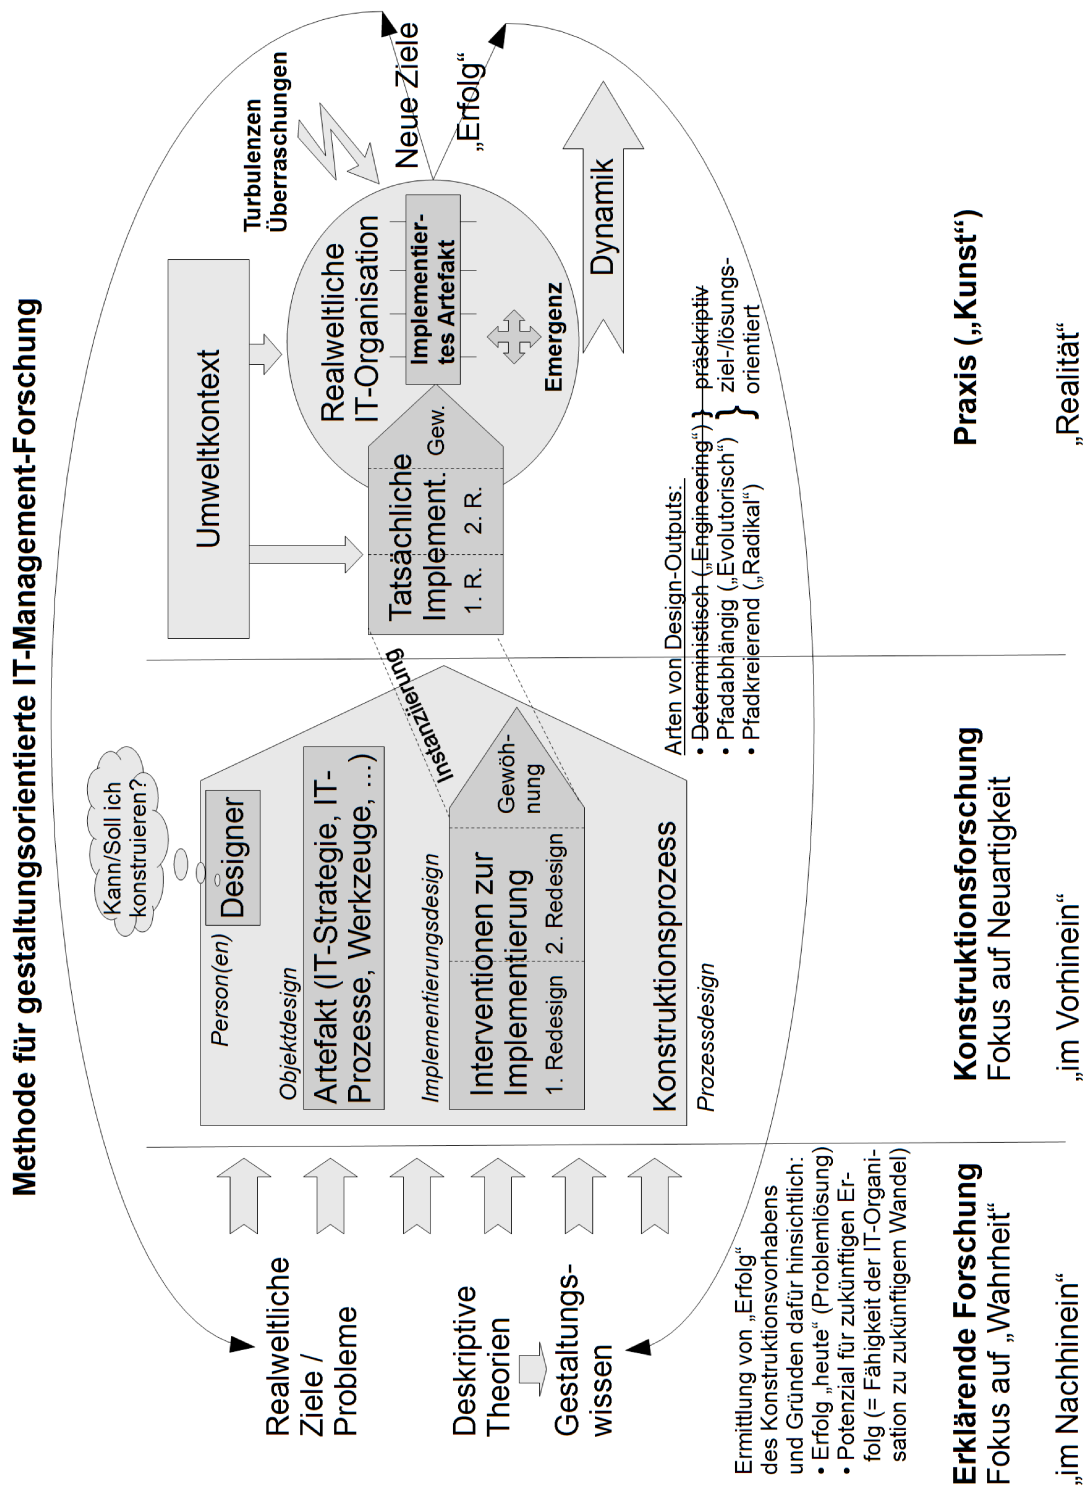 Methode für gestaltungsorientierte IT-Management-Forschung
Realweltliche
Ziele /
Probleme
Deskriptive
Theorien
Gestaltungs-
wissen
Ermittlung von „Erfolg“
des Konstruktionsvorhabens
und Gründen dafür hinsichtlich:
• Erfolg „heute“ (Problemlösung)
• Potenzial für zukünftigen Er-
folg (= Fähigkeit der IT-Organi-
sation zu zukünftigem Wandel)
Erklärende Forschung
Fokus auf „Wahrheit“
„im Nachhinein“
Kann/Soll ich
konstruieren?
Person(en)
Designer
Objektdesign
Artefakt (IT-Strategie, IT-
Prozesse, Werkzeuge, ...)
Implementierungsdesign
Interventionen zur
Implementierung
1. Redesign
2. Redesign
Gewöh-
nung
Konstruktionsprozess
Prozessdesign
Instanziierung
Konstruktionsforschung
Fokus auf Neuartigkeit
„im Vorhinein“
Umweltkontext
Turbulenzen
Überraschungen
Realweltliche
IT-Organisation
Tatsächliche
Implement.
1. R.
2. R.
Gew.
Implementier-
tes Artefakt
Emergenz
Neue Ziele
„Erfolg“
Dynamik
Arten von Design-Outputs:
• Deterministisch („Engineering“) } präskriptiv
• Pfadabhängig („Evolutorisch“) } ziel-/lösungs-
• Pfadkreierend („Radikal“) orientiert
Praxis („Kunst“)
„Realität“